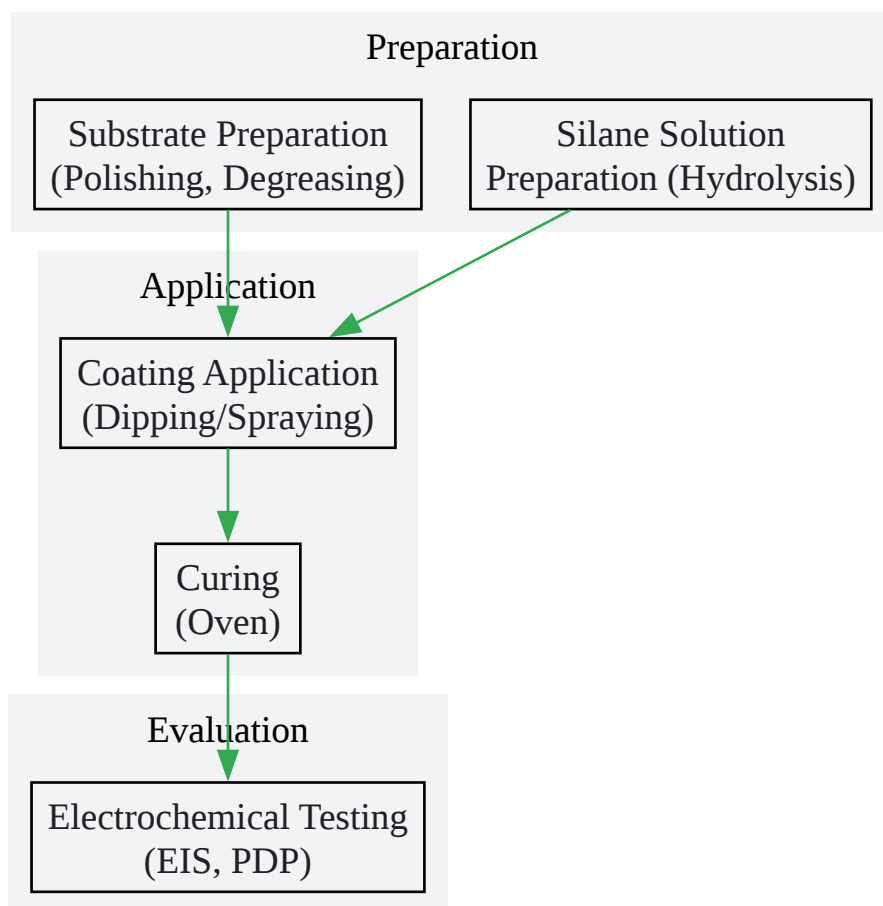 Preparation
Substrate Preparation
(Polishing, Degreasing)
Silane Solution
Preparation (Hydrolysis)
Application
Coating Application
(Dipping/Spraying)
Curing
(Oven)
Evaluation
Electrochemical Testing
(EIS, PDP)